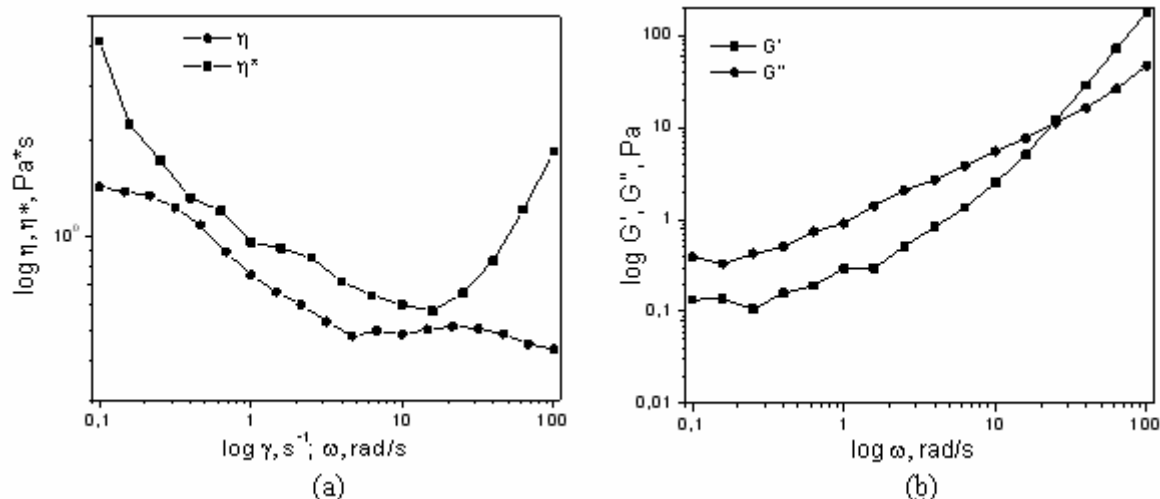 η
η*
log η, η*, Pa*s
10⁰
0,1
1
10
100
log γ, s⁻¹; ω, rad/s
(a)
G'
G"
log G', G", Pa
100
10
1
0,1
0,01
0,1
1
10
100
log ω, rad/s
(b)